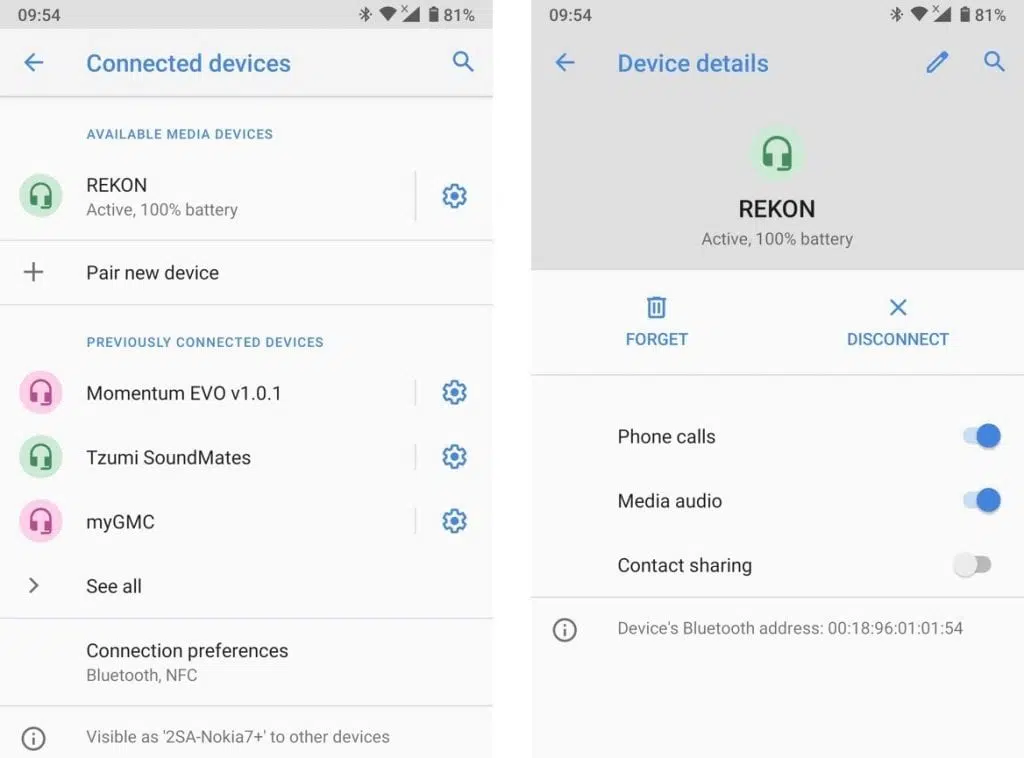 09:54
81%
Connected devices
AVAILABLE MEDIA DEVICES
REKON
Active, 100% battery
Pair new device
PREVIOUSLY CONNECTED DEVICES
Momentum EVO v1.0.1
Tzumi SoundMates
myGMC
See all
Connection preferences
Bluetooth, NFC
Visible as '2SA-Nokia7+' to other devices
09:54
81%
Device details
REKON
Active, 100% battery
FORGET
DISCONNECT
Phone calls
Media audio
Contact sharing
Device's Bluetooth address: 00:18:96:01:01:54